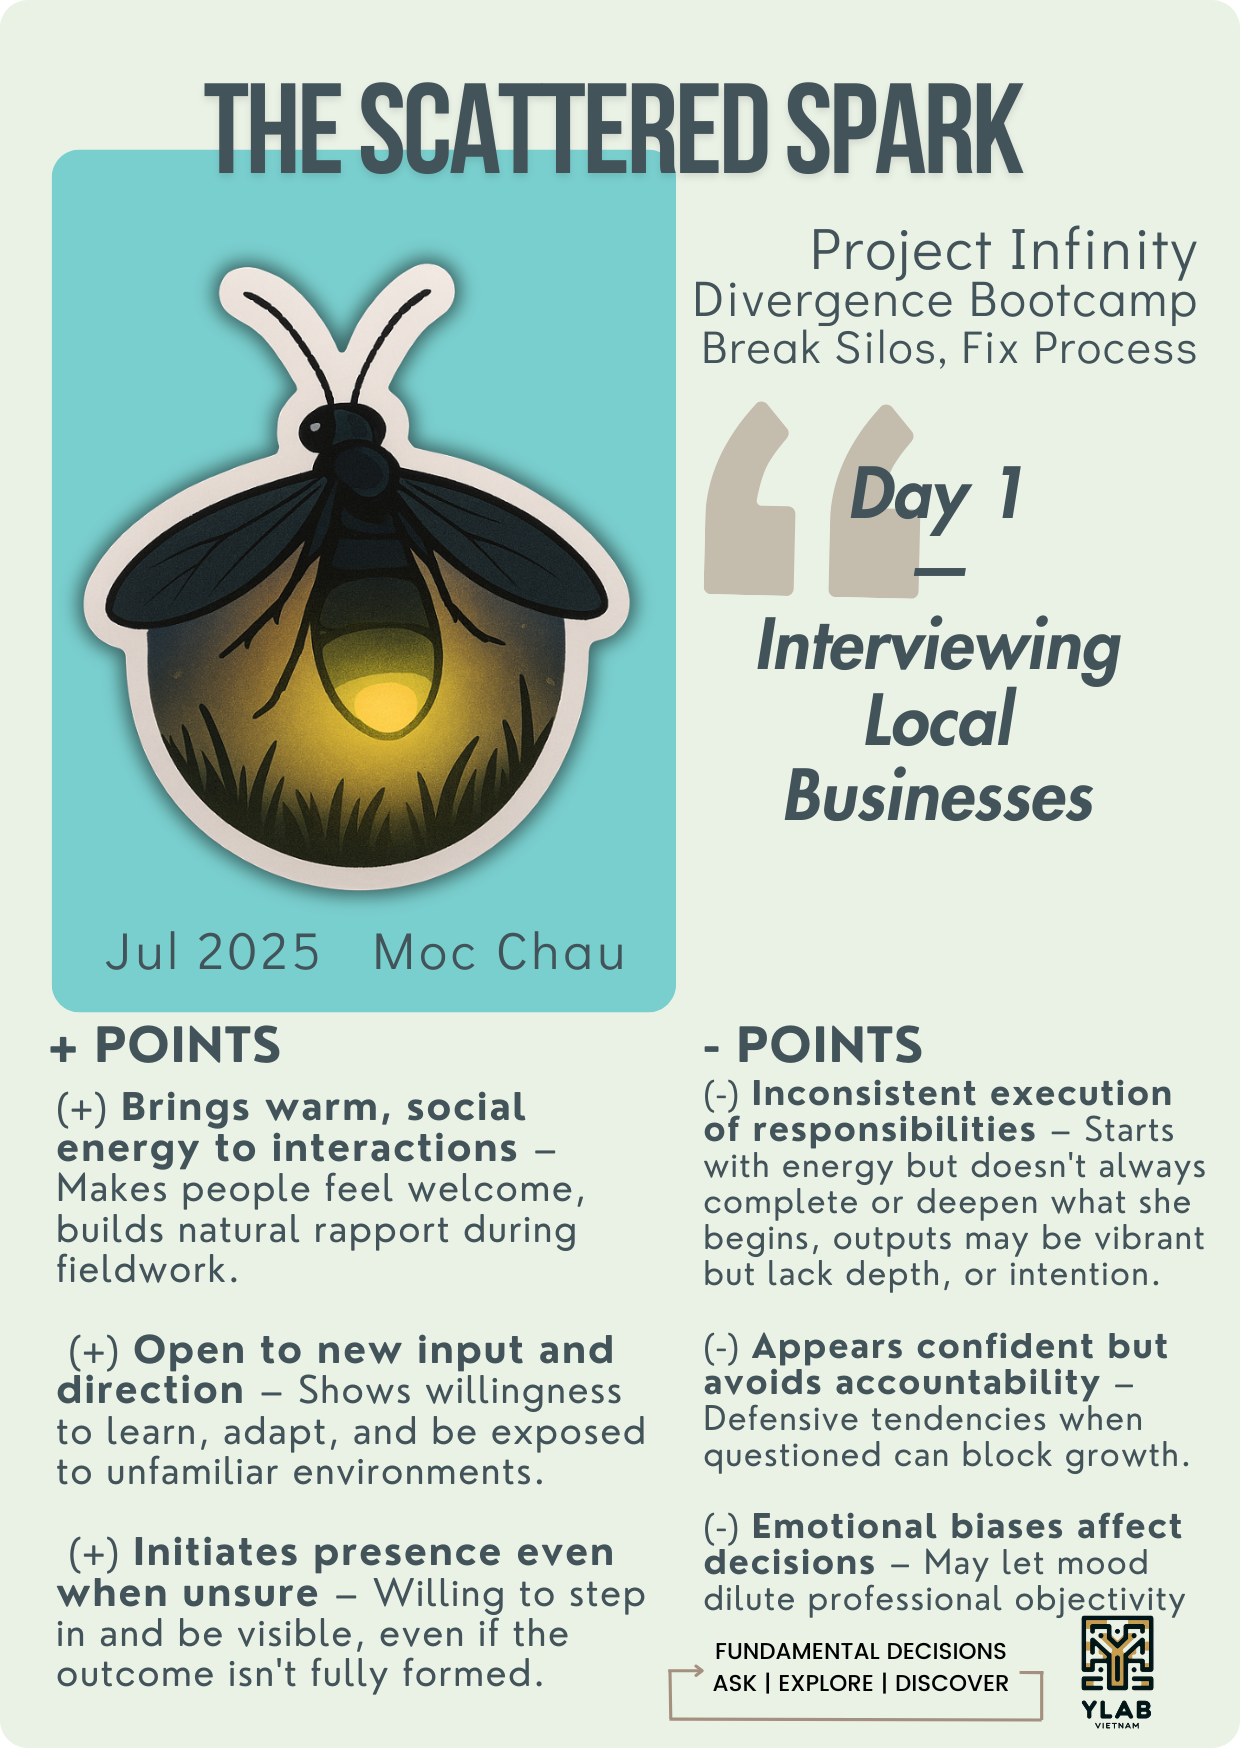 THE SCATTERED SPARK
Project Infinity
Divergence Bootcamp
Break Silos, Fix Process
Day 1
–
Interviewing
Local
Businesses
Jul 2025 Moc Chau
+ POINTS
(+) Brings warm, social
energy to interactions –
Makes people feel welcome,
builds natural rapport during
fieldwork.
(+) Open to new input and
direction – Shows willingness
to learn, adapt, and be exposed
to unfamiliar environments.
(+) Initiates presence even
when unsure – Willing to step
in and be visible, even if the
outcome isn't fully formed.
- POINTS
(-) Inconsistent execution
of responsibilities – Starts
with energy but doesn't always
complete or deepen what she
begins, outputs may be vibrant
but lack depth, or intention.
(-) Appears confident but
avoids accountability –
Defensive tendencies when
questioned can block growth.
(-) Emotional biases affect
decisions – May let mood
dilute professional objectivity
FUNDAMENTAL DECISIONS
ASK | EXPLORE | DISCOVER
YLAB
VIETNAM